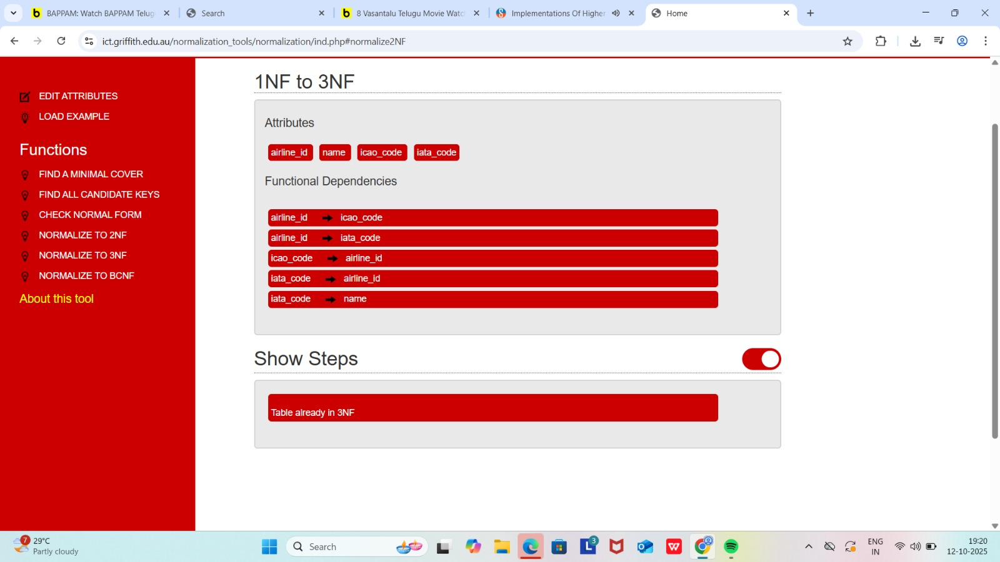 BAPPAM: Watch BAPPAM Telug
Search
8 Vasantalu Telugu Movie Watc
Implementations Of Higher
Home
ict.griffith.edu.au/normalization_tools/normalization/ind.php#normalize2NF
EDIT ATTRIBUTES
LOAD EXAMPLE
Functions
FIND A MINIMAL COVER
FIND ALL CANDIDATE KEYS
CHECK NORMAL FORM
NORMALIZE TO 2NF
NORMALIZE TO 3NF
NORMALIZE TO BCNF
About this tool
1NF to 3NF
Attributes
airline_id name icao_code iata_code
Functional Dependencies
airline_id → icao_code
airline_id → iata_code
icao_code → airline_id
iata_code → airline_id
iata_code → name
Show Steps
Table already in 3NF
7
29°C
Partly cloudy
Search
3
ENG
IN
19:20
12-10-2025